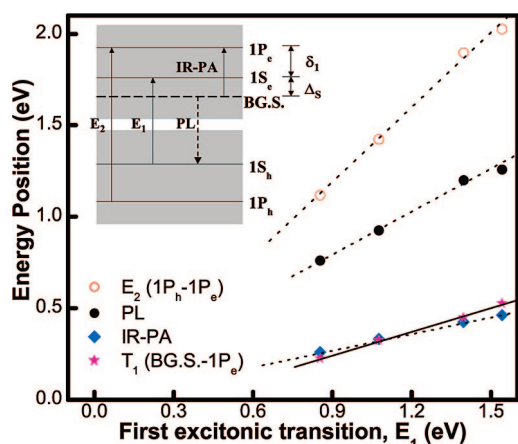 2.0
1.5
1.0
0.5
0.0
Energy Position (eV)
1Pₑ
IR-PA
δ₁
1Sₑ
Δₛ
BG.S.
E₂
E₁
PL
1Sₕ
1Pₕ
E₂ (1Pₕ-1Pₑ)
PL
IR-PA
T₁ (BG.S.-1Pₑ)
0.0 0.3 0.6 0.9 1.2 1.5
First excitonic transition, E₁ (eV)